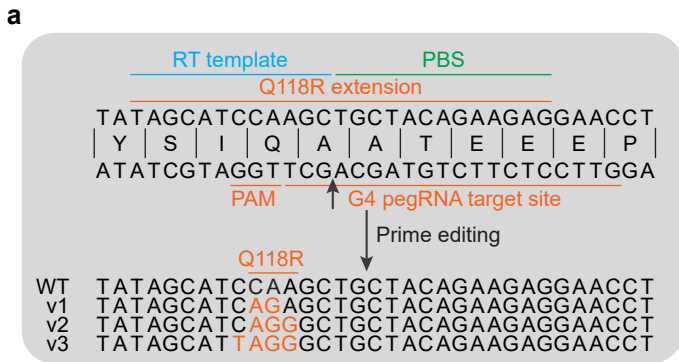 a
RT template PBS
Q118R extension
TATAGCATCCAAGCTGCTACAGAAGAGGAACCT
Y S I Q A A T E E E P
ATATCGTAGGTTCGACGATGTCTTCTCCTTGGA
PAM G4 pegRNA target site
Prime editing
Q118R
WT TATAGCATCCAAGCTGCTACAGAAGAGGAACCT
v1 TATAGCATCAGAGCTGCTACAGAAGAGGAACCT
v2 TATAGCATCAGGGCTGCTACAGAAGAGGAACCT
v3 TATAGCATTAGGGCTGCTACAGAAGAGGAACCT